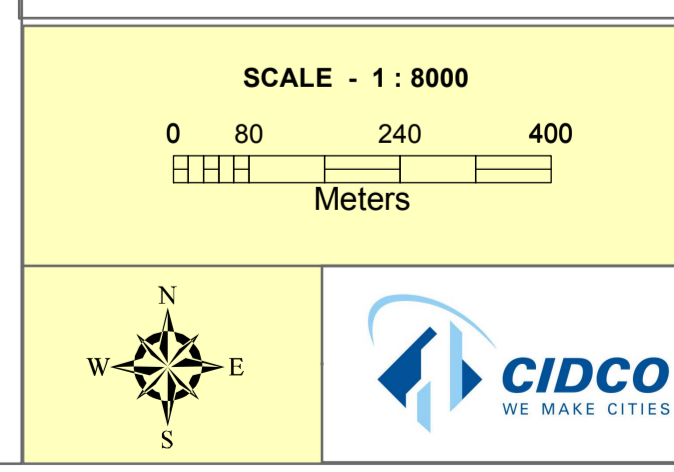 SCALE - 1 : 8000
0 80 240 400
Meters
N
W E
S
CIDCO
WE MAKE CITIES